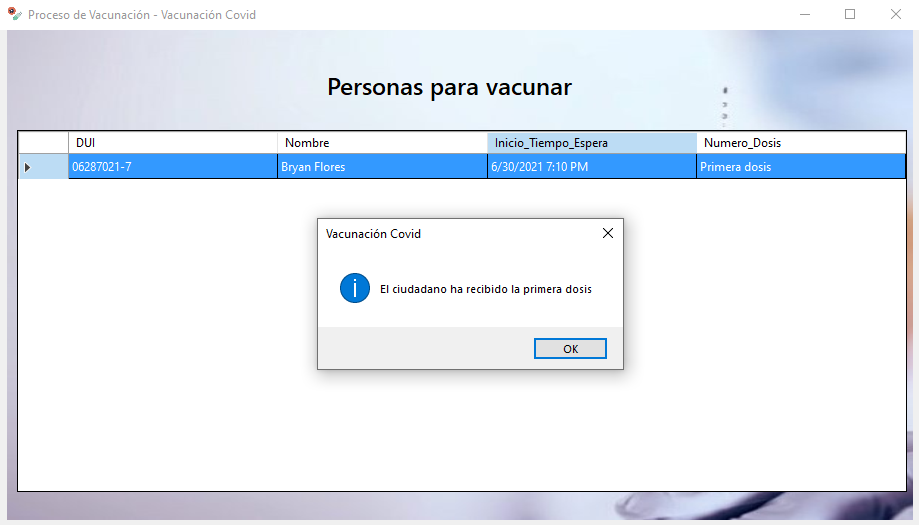 Proceso de Vacunación - Vacunación Covid
Personas para vacunar
DUI Nombre Inicio_Tiempo_Espera Numero_Dosis
06287021-7 Bryan Flores 6/30/2021 7:10 PM Primera dosis
Vacunación Covid
El ciudadano ha recibido la primera dosis
OK